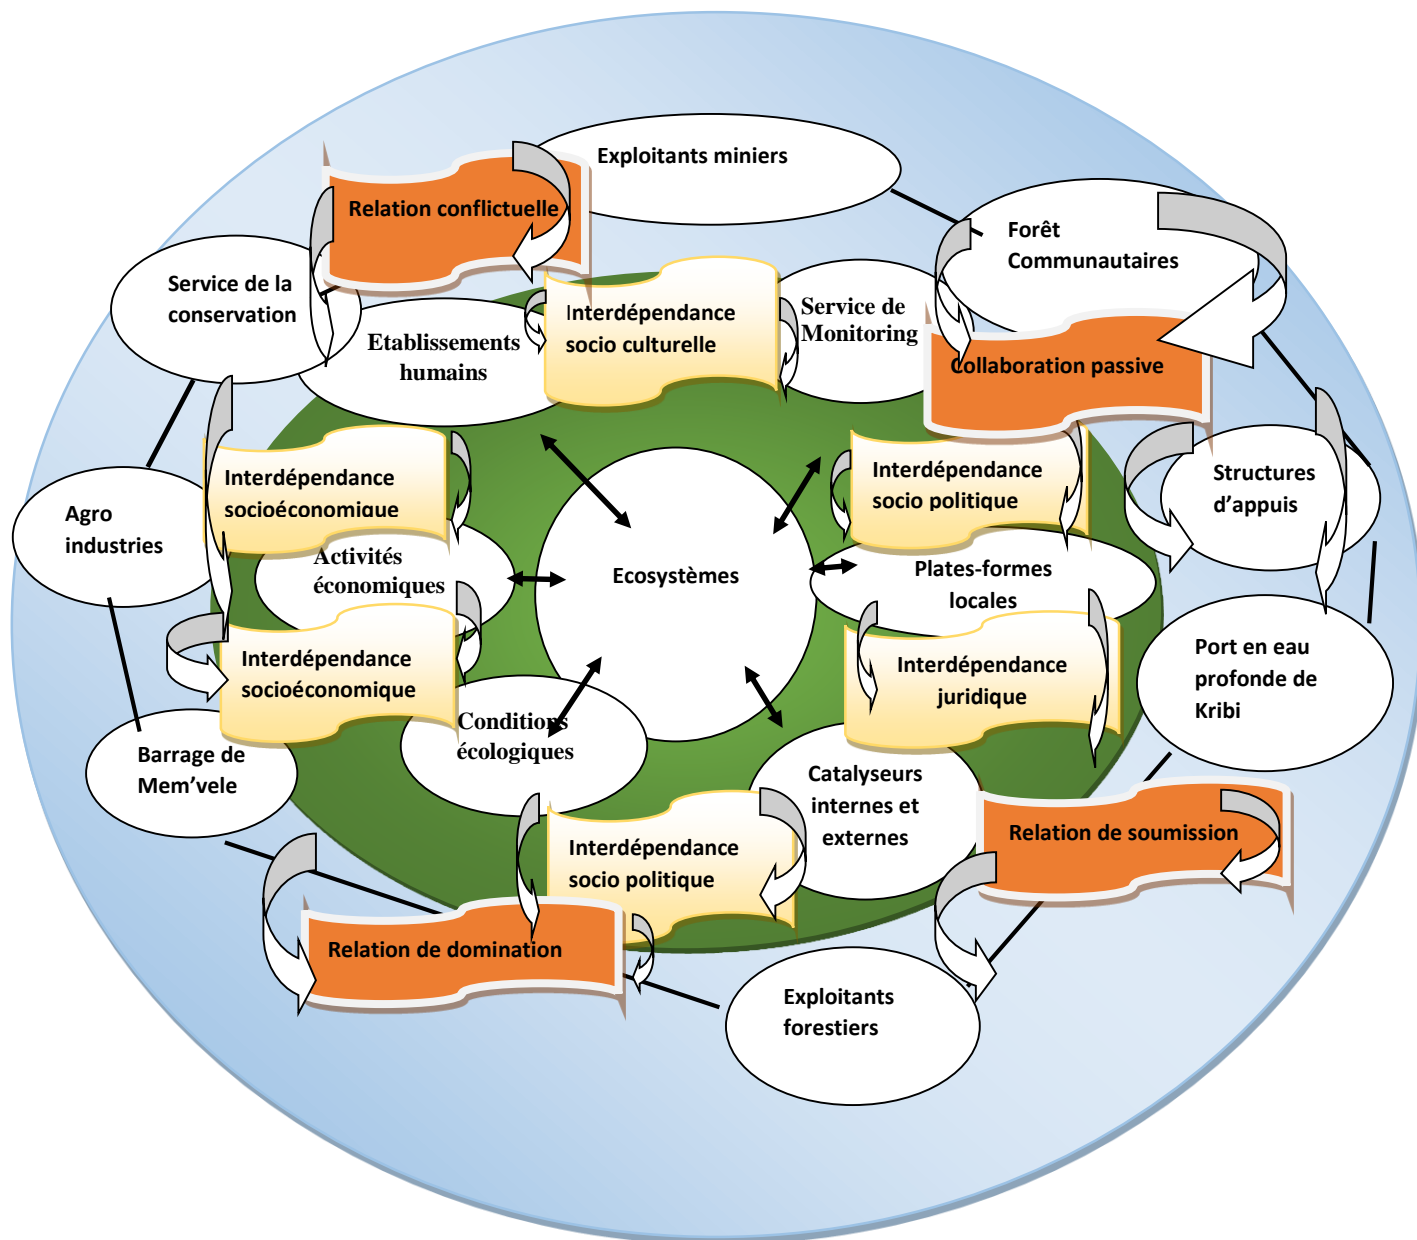 Exploitants miniers
Relation conflictuelle
Forêt
Communautaires
Service de la
conservation
Interdépendance
socio culturelle
Service de
Monitoring
Etablissements
humains
Collaboration passive
Interdépendance
socioéconomique
Interdépendance
socio politique
Structures
d'appuis
Agro
industries
Activités
économiques
Ecosystèmes
Plates-formes
locales
Interdépendance
socioéconomique
Interdépendance
juridique
Port en eau
profonde de
Kribi
Conditions
écologiques
Barrage de
Mem'vele
Catalyseurs
internes et
externes
Relation de soumission
Interdépendance
socio politique
Relation de domination
Exploitants
forestiers